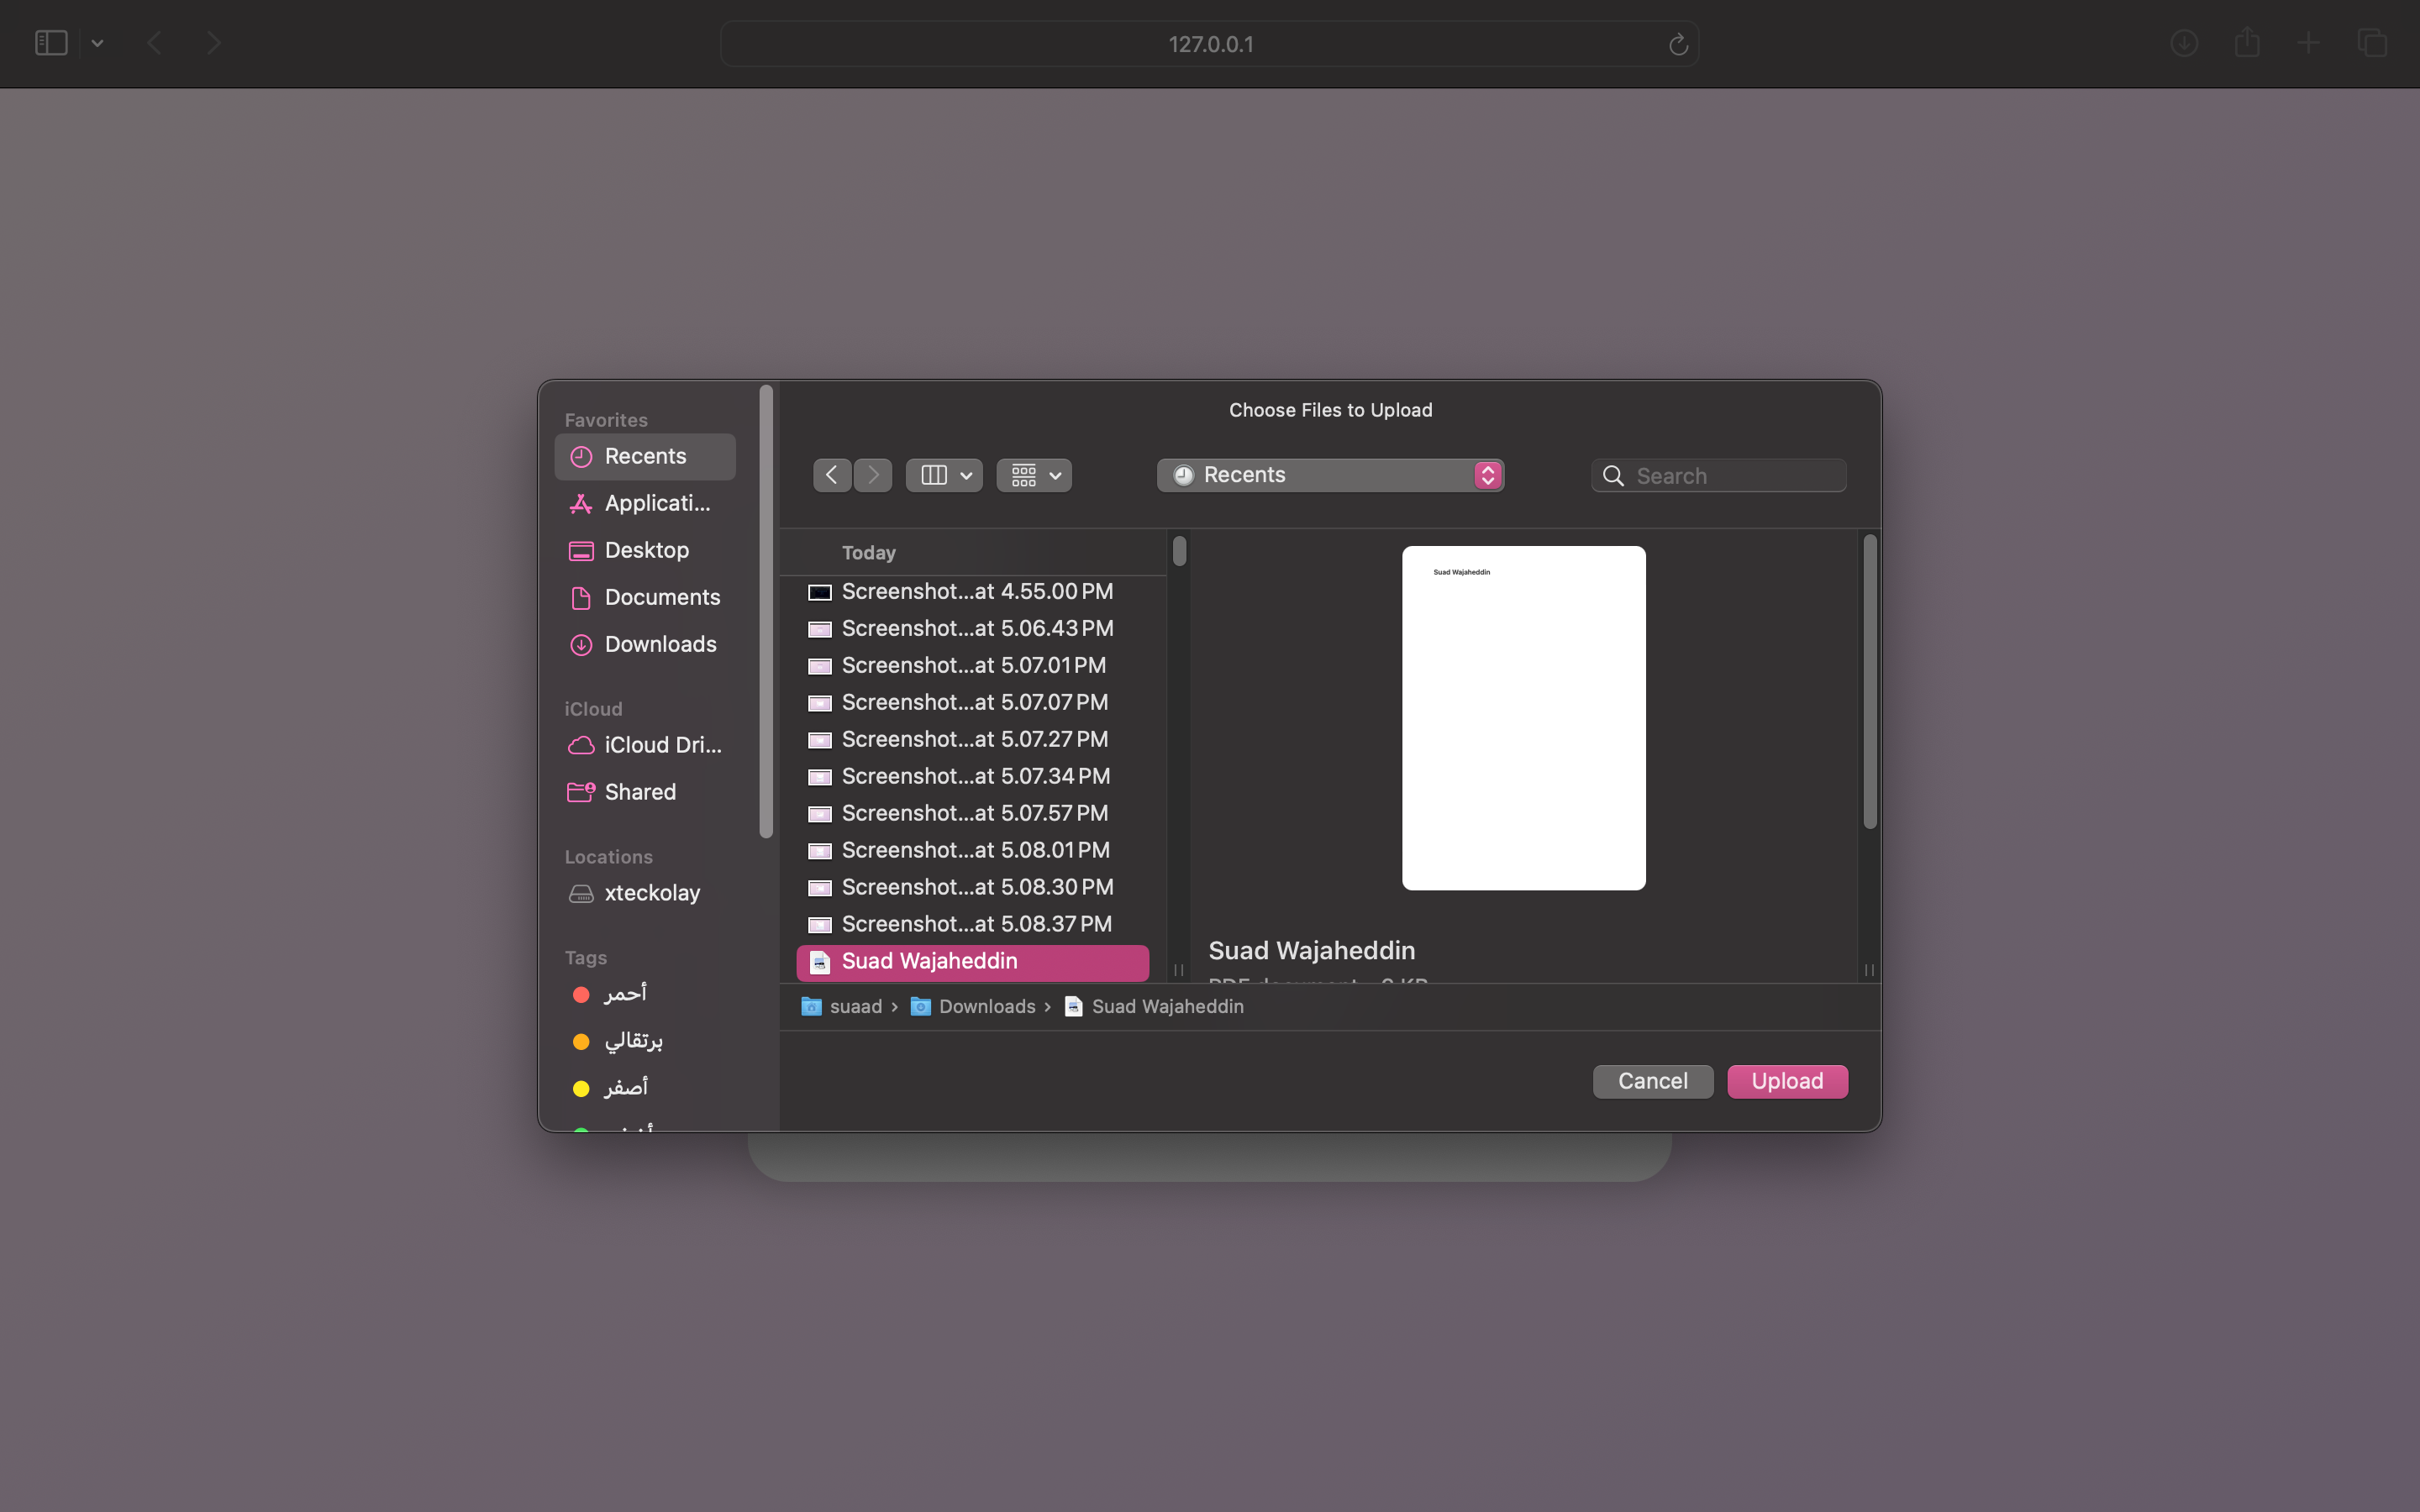 127.0.0.1
Choose Files to Upload
Favorites
Recents
Applicati...
Desktop
Documents
Downloads
iCloud
iCloud Dri...
Shared
Locations
xteckolay
Tags
أحمر
برتقالي
أصفر
Recents
Search
Today
Screenshot...at 4.55.00 PM
Screenshot...at 5.06.43 PM
Screenshot...at 5.07.01 PM
Screenshot...at 5.07.07 PM
Screenshot...at 5.07.27 PM
Screenshot...at 5.07.34 PM
Screenshot...at 5.07.57 PM
Screenshot...at 5.08.01 PM
Screenshot...at 5.08.30 PM
Screenshot...at 5.08.37 PM
Suad Wajaheddin
Suad Wajaheddin
Suad Wajaheddin
suaad › Downloads › Suad Wajaheddin
Cancel
Upload